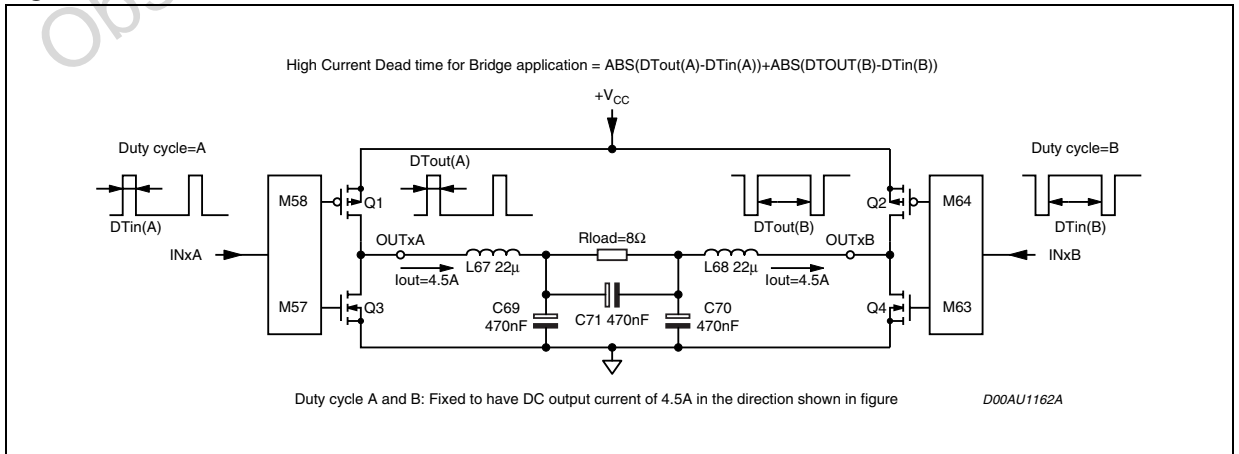 High Current Dead time for Bridge application = ABS(DTout(A)-DTin(A))+ABS(DTOUT(B)-DTin(B))
+VCC
Duty cycle=A
DTout(A)
Duty cycle=B
M58
Q1
Q2
M64
DTin(A)
DTout(B)
DTin(B)
INxA
OUTxA
Rload=8Ω
OUTxB
INxB
L67 22μ
L68 22μ
Iout=4.5A
Iout=4.5A
M57
Q3
C69
470nF
C71 470nF
C70
470nF
Q4
M63
Duty cycle A and B: Fixed to have DC output current of 4.5A in the direction shown in figure
D00AU1162A